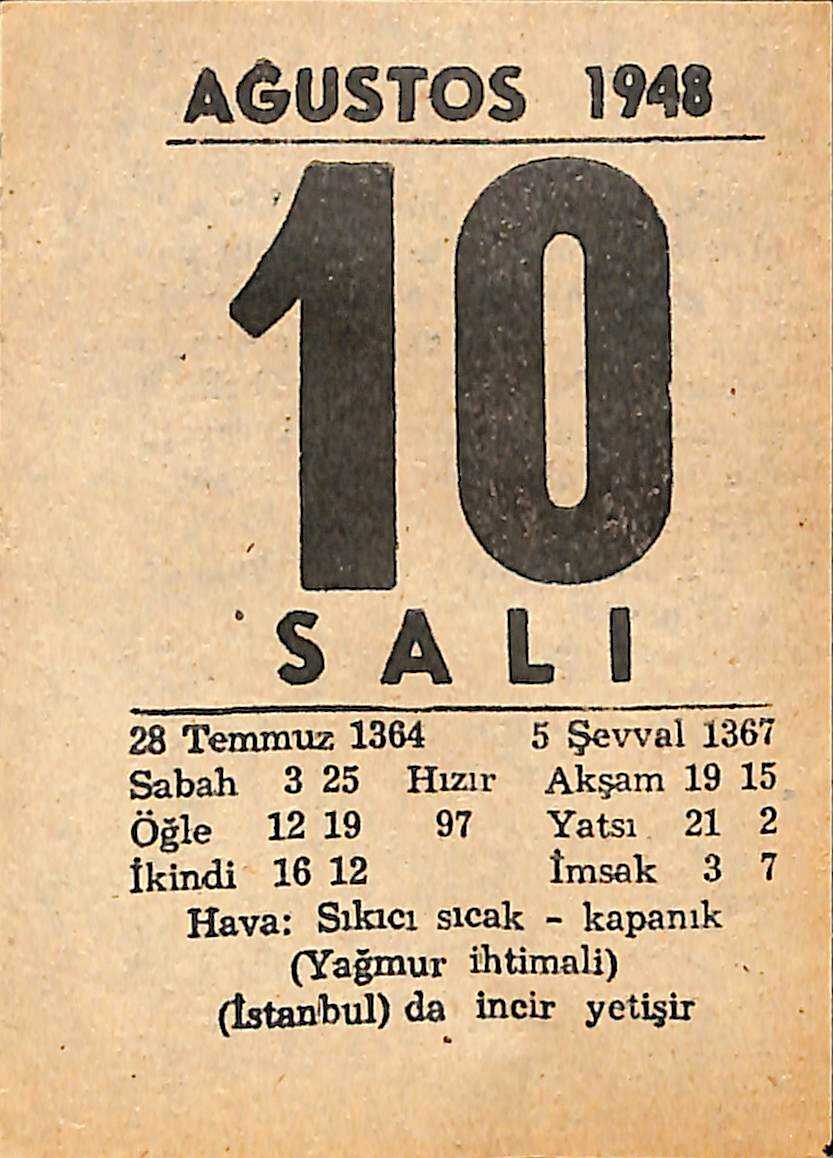 AĞUSTOS 1948
10
SALI
28 Temmuz 1364 5 Şevval 1367
Sabah 3 25 Hızır Akşam 19 15
Öğle 12 19 97 Yatsı 21 2
İkindi 16 12 İmsak 3 7
Hava: Sıkıcı sıcak - kapanık
(Yağmur ihtimali)
(İstanbul) da incir yetişir